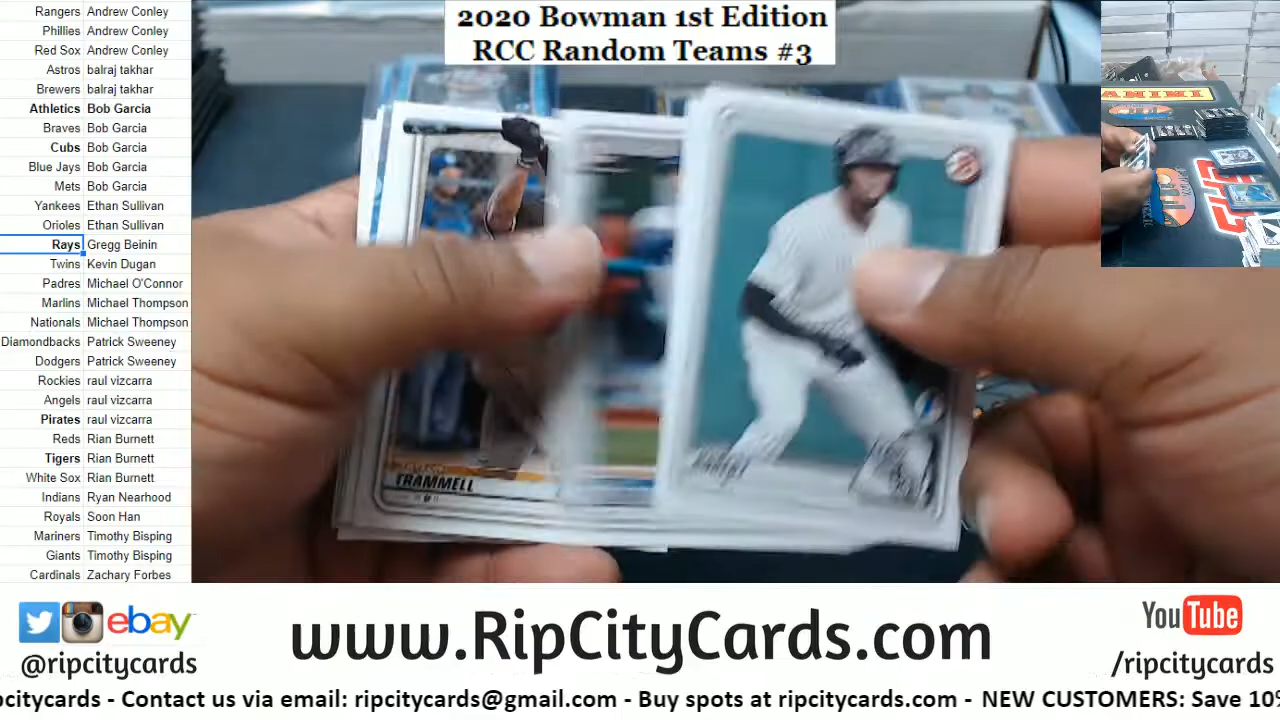 2020 Bowman 1st Edition
RCC Random Teams #3
Rangers Andrew Conley
Phillies Andrew Conley
Red Sox Andrew Conley
Astros balraj takhar
Brewers balraj takhar
Athletics Bob Garcia
Braves Bob Garcia
Cubs Bob Garcia
Blue Jays Bob Garcia
Mets Bob Garcia
Yankees Ethan Sullivan
Orioles Ethan Sullivan
Rays Gregg Beinin
Twins Kevin Dugan
Padres Michael O'Connor
Marlins Michael Thompson
Nationals Michael Thompson
Diamondbacks Patrick Sweeney
Dodgers Patrick Sweeney
Rockies raul vizcarra
Angels raul vizcarra
Pirates raul vizcarra
Reds Rian Burnett
Tigers Rian Burnett
White Sox Rian Burnett
Indians Ryan Nearhood
Royals Soon Han
Mariners Timothy Bisping
Giants Timothy Bisping
Cardinals Zachary Forbes
TRAMMELL
PANINI
ebay
@ripcitycards
www.RipCityCards.com
YouTube
/ripcitycards
pcitycards - Contact us via email: ripcitycards@gmail.com - Buy spots at ripcitycards.com - NEW CUSTOMERS: Save 10%